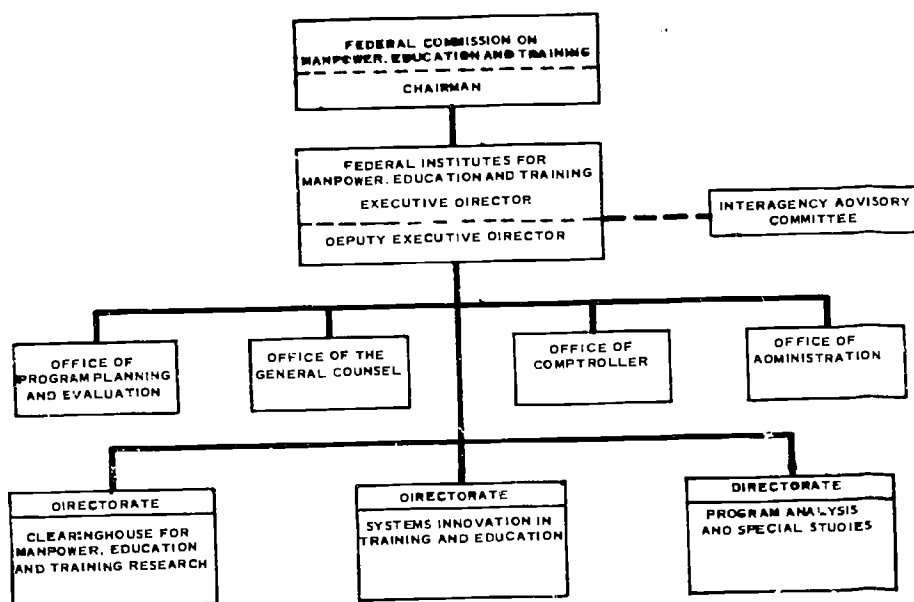 FEDERAL COMMISSION ON
MANPOWER, EDUCATION AND TRAINING
CHAIRMAN
FEDERAL INSTITUTES FOR
MANPOWER, EDUCATION AND TRAINING
EXECUTIVE DIRECTOR
DEPUTY EXECUTIVE DIRECTOR
INTERAGENCY ADVISORY
COMMITTEE
OFFICE OF
PROGRAM PLANNING
AND EVALUATION
OFFICE OF THE
GENERAL COUNSEL
OFFICE OF
COMPTROLLER
OFFICE OF
ADMINISTRATION
DIRECTORATE
CLEARINGHOUSE FOR
MANPOWER, EDUCATION
AND TRAINING RESEARCH
DIRECTORATE
SYSTEMS INNOVATION IN
TRAINING AND EDUCATION
DIRECTORATE
PROGRAM ANALYSIS
AND SPECIAL STUDIES